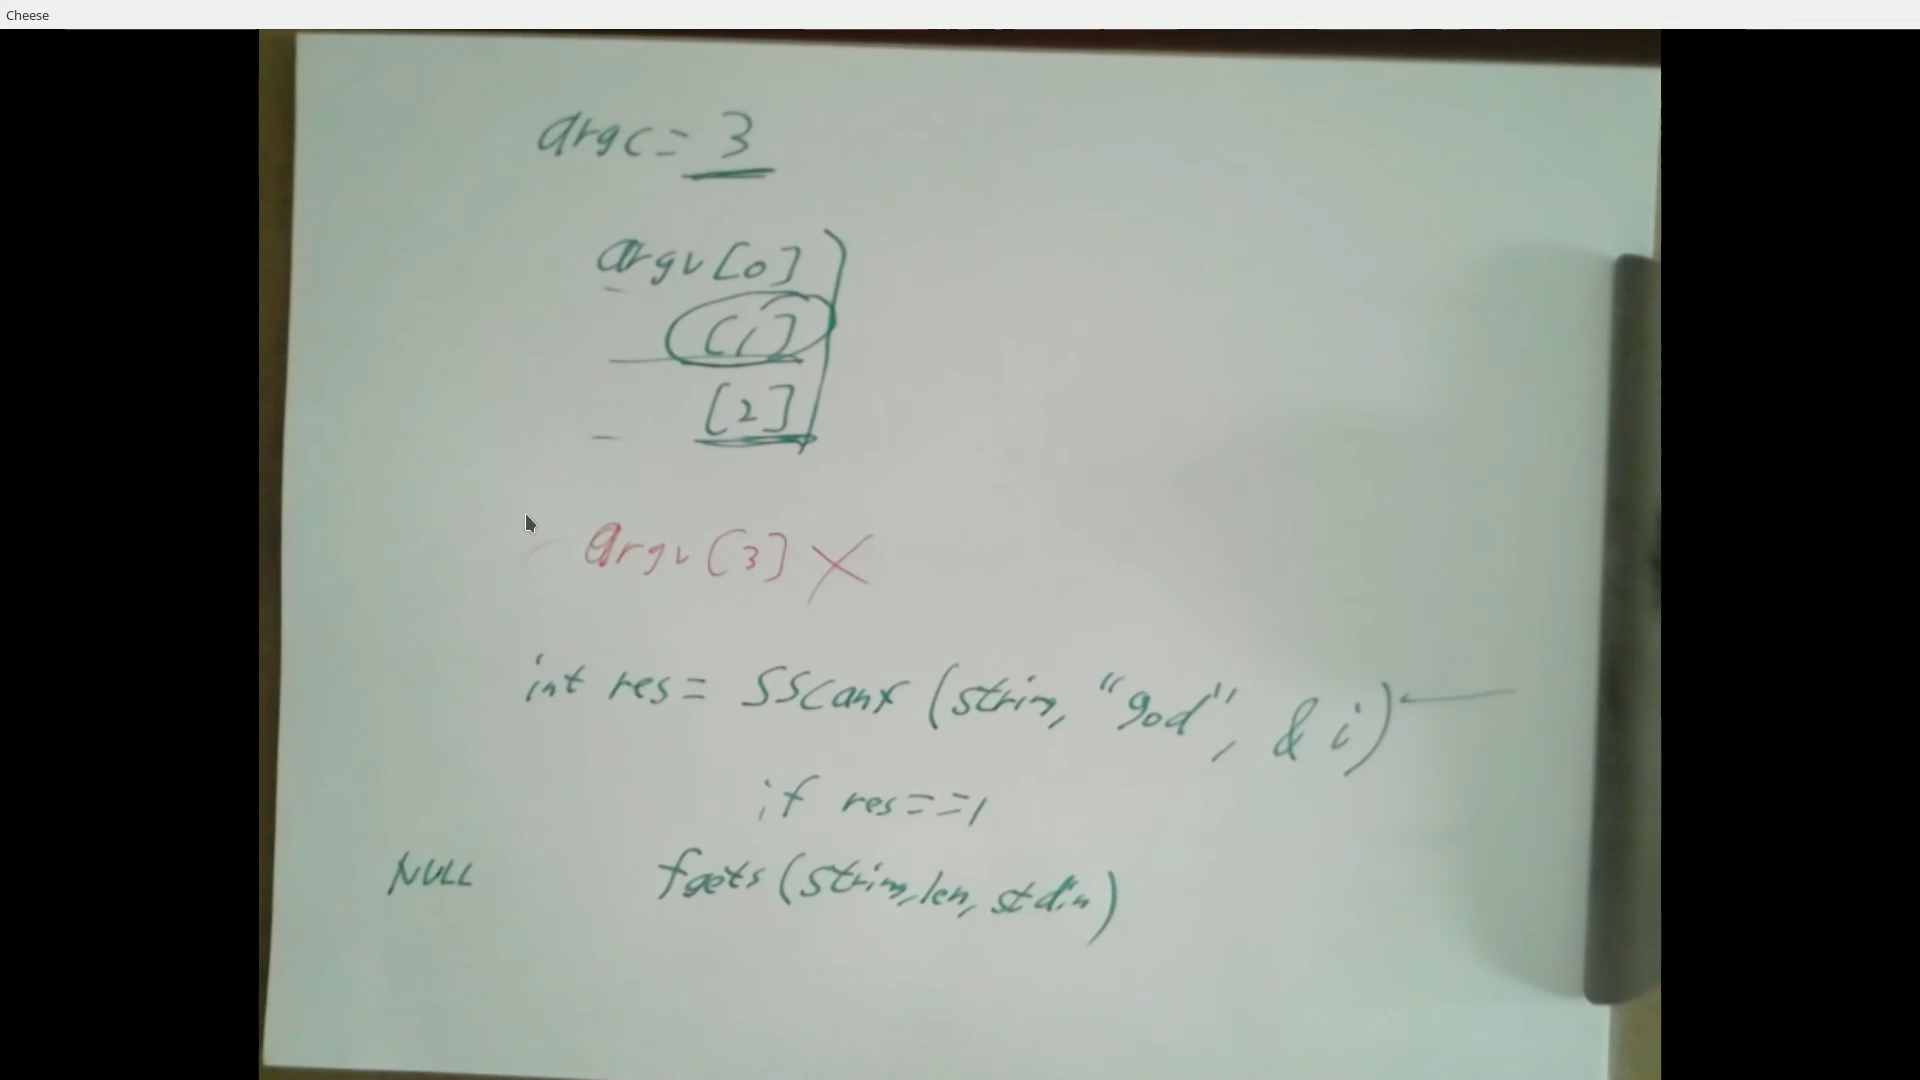 Cheese
argc = 3
argv[0]
[1]
[2]
argv[3] X
int res = sscanf (strin, "%d", & i)
if res==1
NULL fgets (strin, len, stdin)